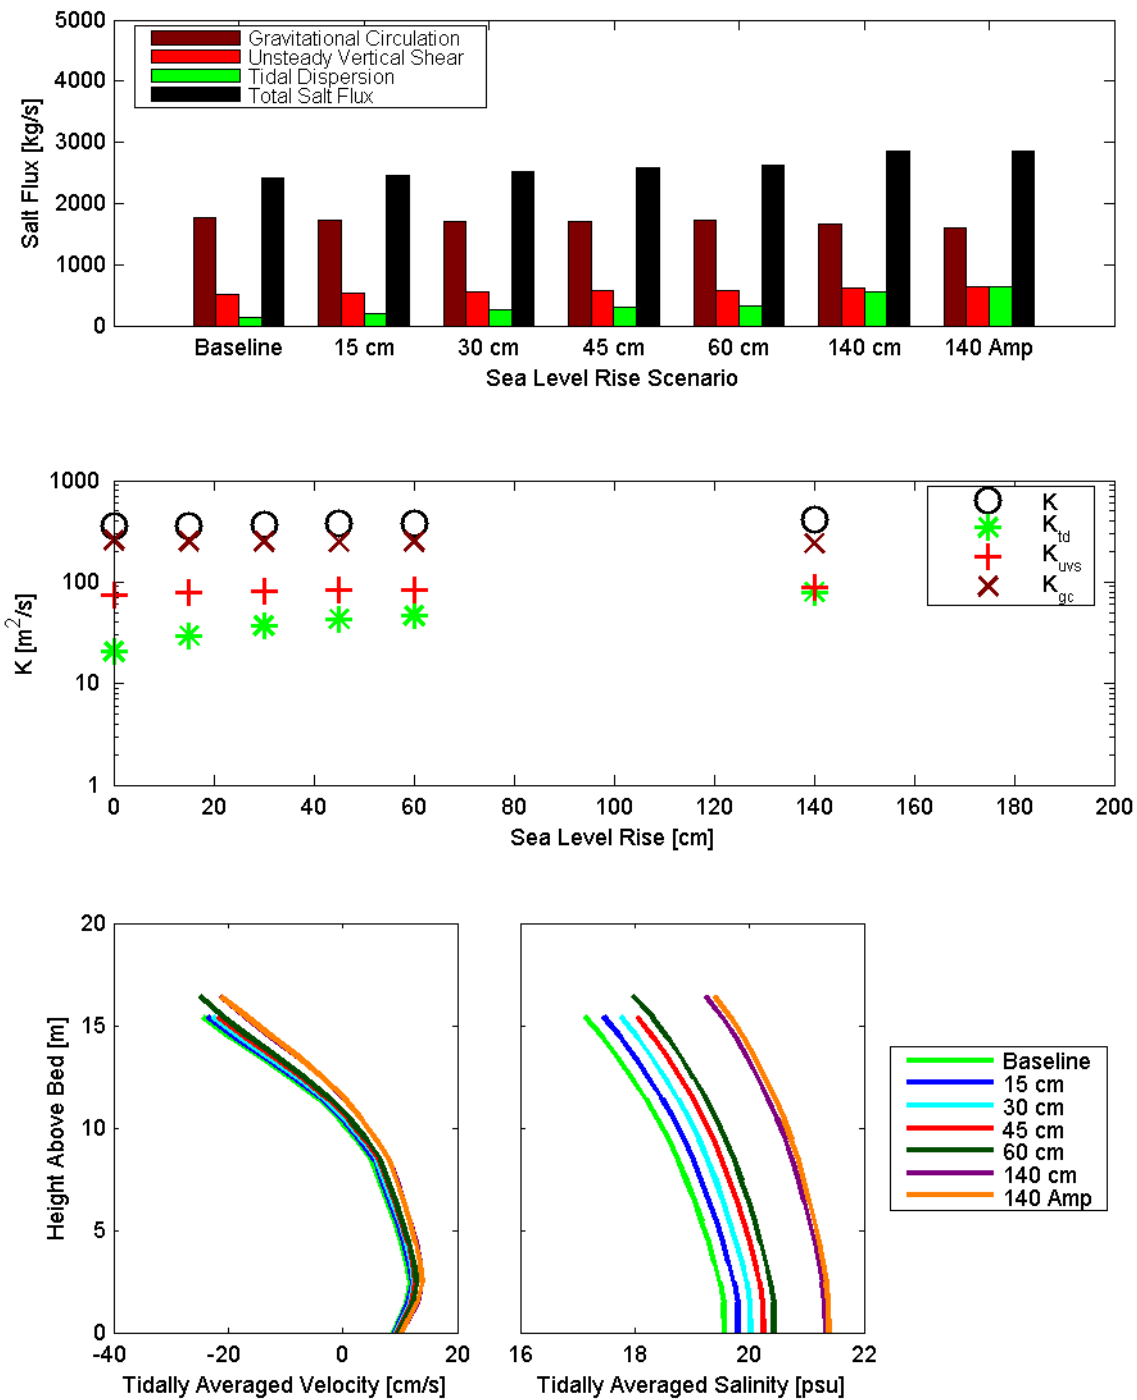 5000
4000
3000
2000
1000
0
Salt Flux [kg/s]
Gravitational Circulation
Unsteady Vertical Shear
Tidal Dispersion
Total Salt Flux
Baseline 15 cm 30 cm 45 cm 60 cm 140 cm 140 Amp
Sea Level Rise Scenario
1000
100
10
1
K [m²/s]
K
K_td
K_uvs
K_gc
0 20 40 60 80 100 120 140 160 180 200
Sea Level Rise [cm]
20
15
10
5
0
Height Above Bed [m]
-40 -20 0 20
Tidally Averaged Velocity [cm/s]
16 18 20 22
Tidally Averaged Salinity [psu]
Baseline
15 cm
30 cm
45 cm
60 cm
140 cm
140 Amp